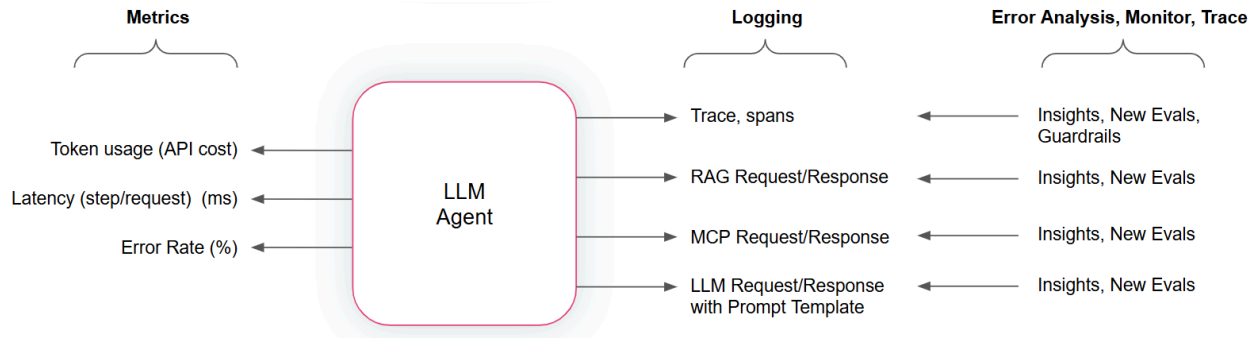 Metrics
Logging
Error Analysis, Monitor, Trace
Token usage (API cost)
Latency (step/request)  (ms)
Error Rate (%)
LLM
Agent
Trace, spans
RAG Request/Response
MCP Request/Response
LLM Request/Response
with Prompt Template
Insights, New Evals,
Guardrails
Insights, New Evals
Insights, New Evals
Insights, New Evals